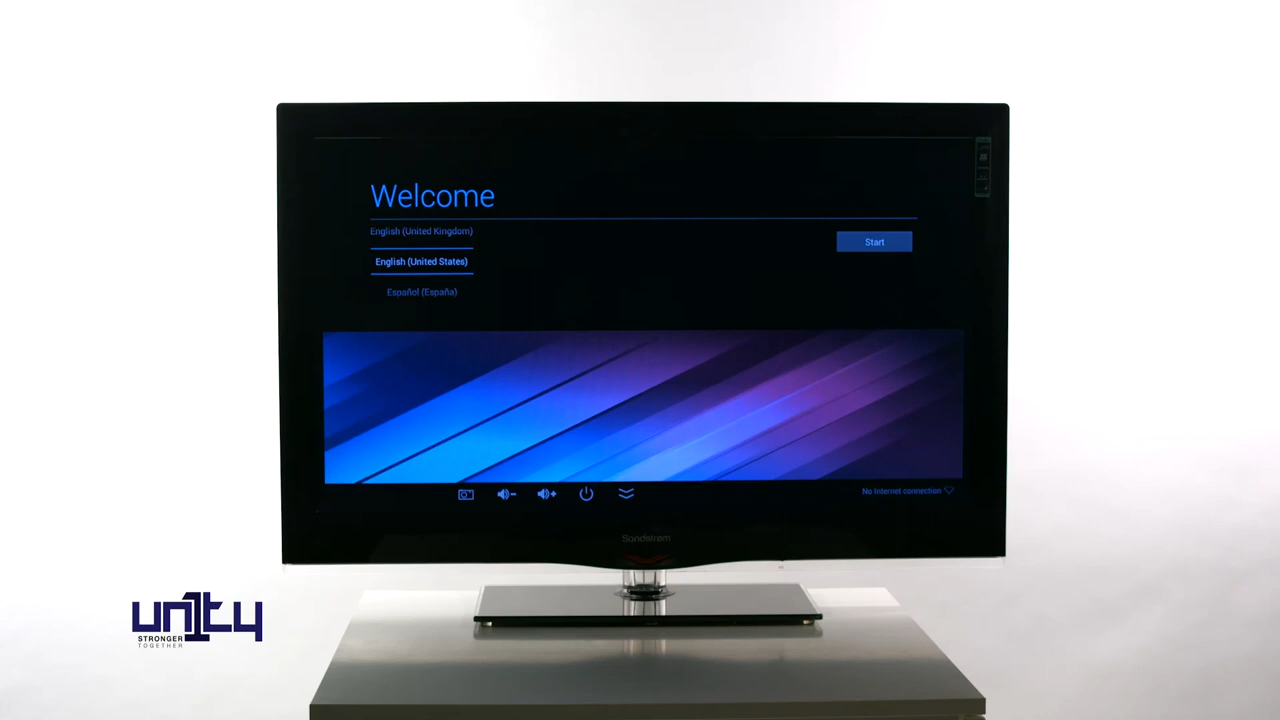 Welcome
English (United Kingdom)
Start
English (United States)
Español (España)
No Internet connection
Sandstrøm
un1ty
STRONGER
TOGETHER